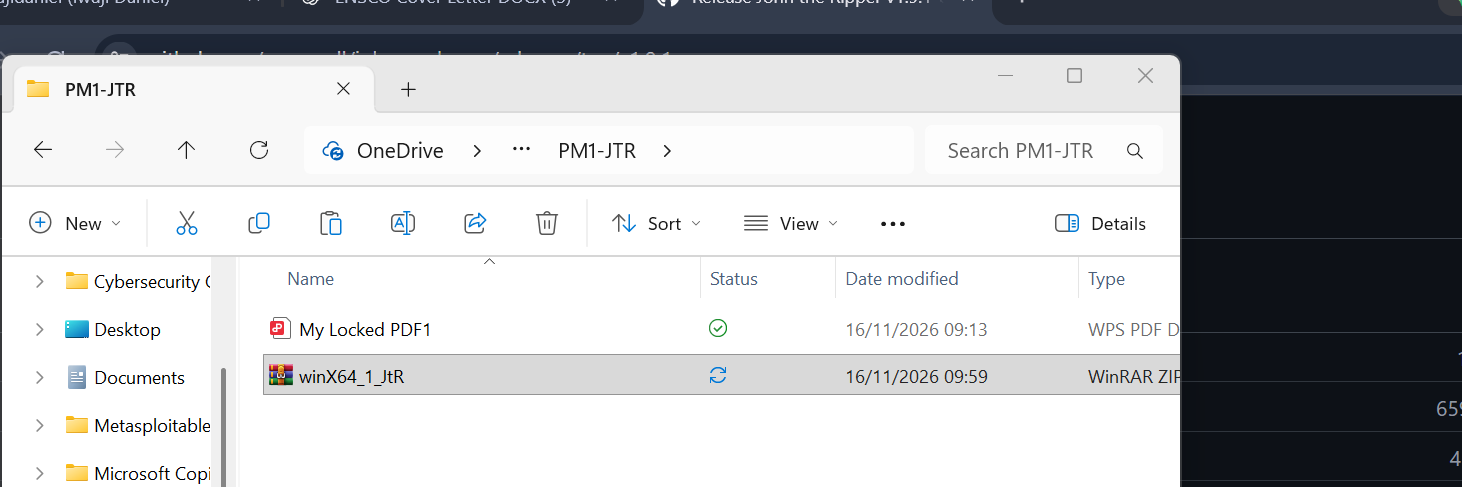 PM1-JTR
OneDrive > ... PM1-JTR >
Search PM1-JTR
New
Sort
View
Details
Name Status Date modified Type
Cybersecurity
Desktop
Documents
Metasploitable
Microsoft Copi
My Locked PDF1 16/11/2026 09:13 WPS PDF D
winX64_1_JtR 16/11/2026 09:59 WinRAR ZIP